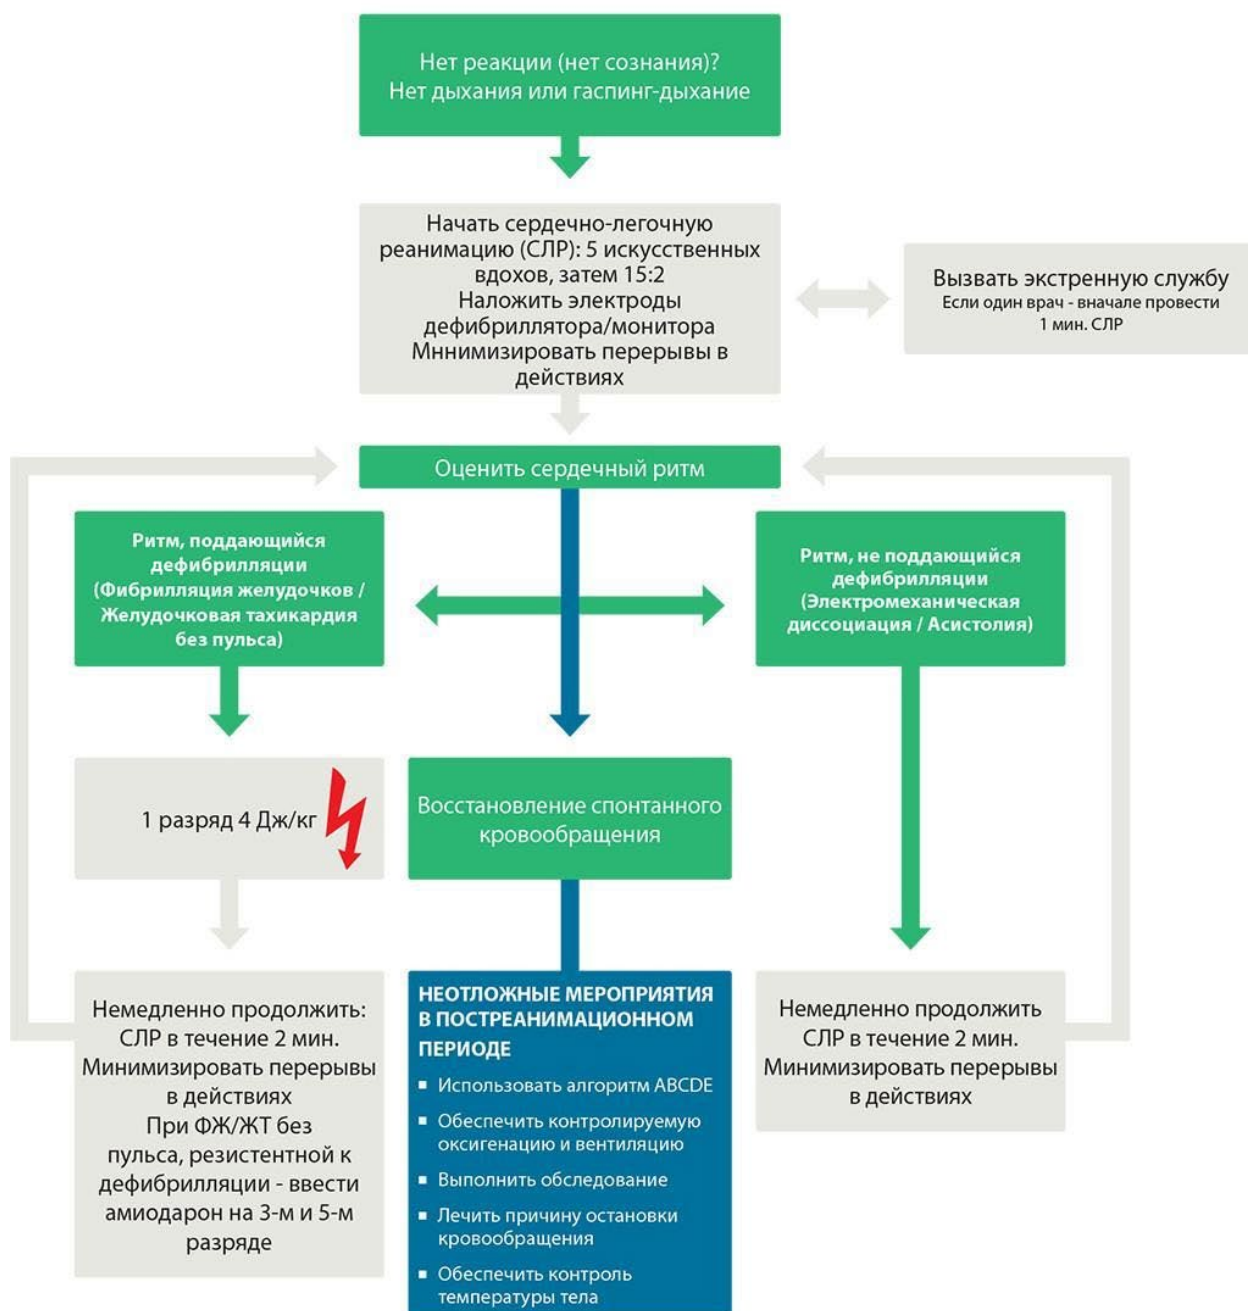 Нет реакции (нет сознания)?
Нет дыхания или гаспинг-дыхание
Начать сердечно-легочную
реанимацию (СЛР): 5 искусственных
вдохов, затем 15:2
Наложить электроды
дефибриллятора/монитора
Мннимизировать перерывы в
действиях
Вызвать экстренную службу
Если один врач - вначале провести
1 мин. СЛР
Оценить сердечный ритм
Ритм, поддающийся
дефибрилляции
(Фибрилляция желудочков /
Желудочковая тахикардия
без пульса)
Ритм, не поддающийся
дефибрилляции
(Электромеханическая
диссоциация / Асистолия)
1 разряд 4 Дж/кг
Восстановление спонтанного
кровообращения
Немедленно продолжить:
СЛР в течение 2 мин.
Минимизировать перерывы
в действиях
При ФЖ/ЖТ без
пульса, резистентной к
дефибрилляции - ввести
амиодарон на 3-м и 5-м
разряде
НЕОТЛОЖНЫЕ МЕРОПРИЯТИЯ
В ПОСТРЕАНИМАЦИОННОМ
ПЕРИОДЕ
▪ Использовать алгоритм ABCDE
▪ Обеспечить контролируемую
оксигенацию и вентиляцию
▪ Выполнить обследование
▪ Лечить причину остановки
кровообращения
▪ Обеспечить контроль
температуры тела
Немедленно продолжить
СЛР в течение 2 мин.
Минимизировать перерывы
в действиях